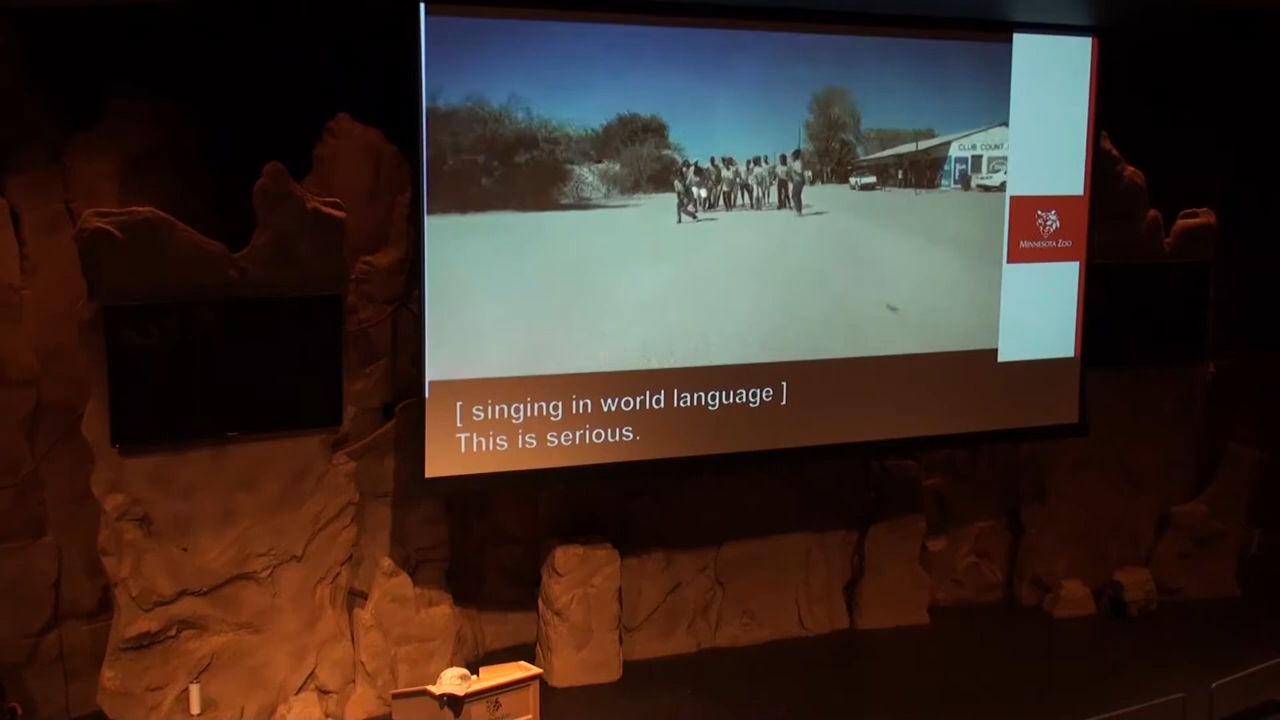 CLUB COUNT
MINNESOTA ZOO
[ singing in world language ]
This is serious.